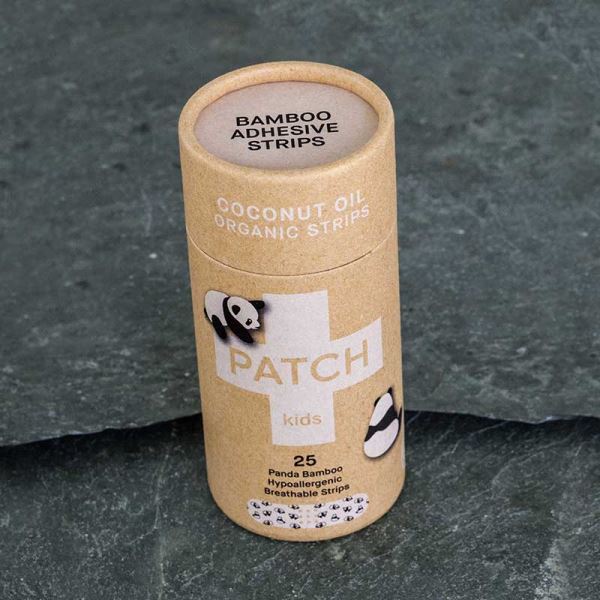 BAMBOO
ADHESIVE
STRIPS
COCONUT OIL
ORGANIC STRIPS
PATCH
kids
25
Panda Bamboo
Hypoallergenic
Breathable Strips